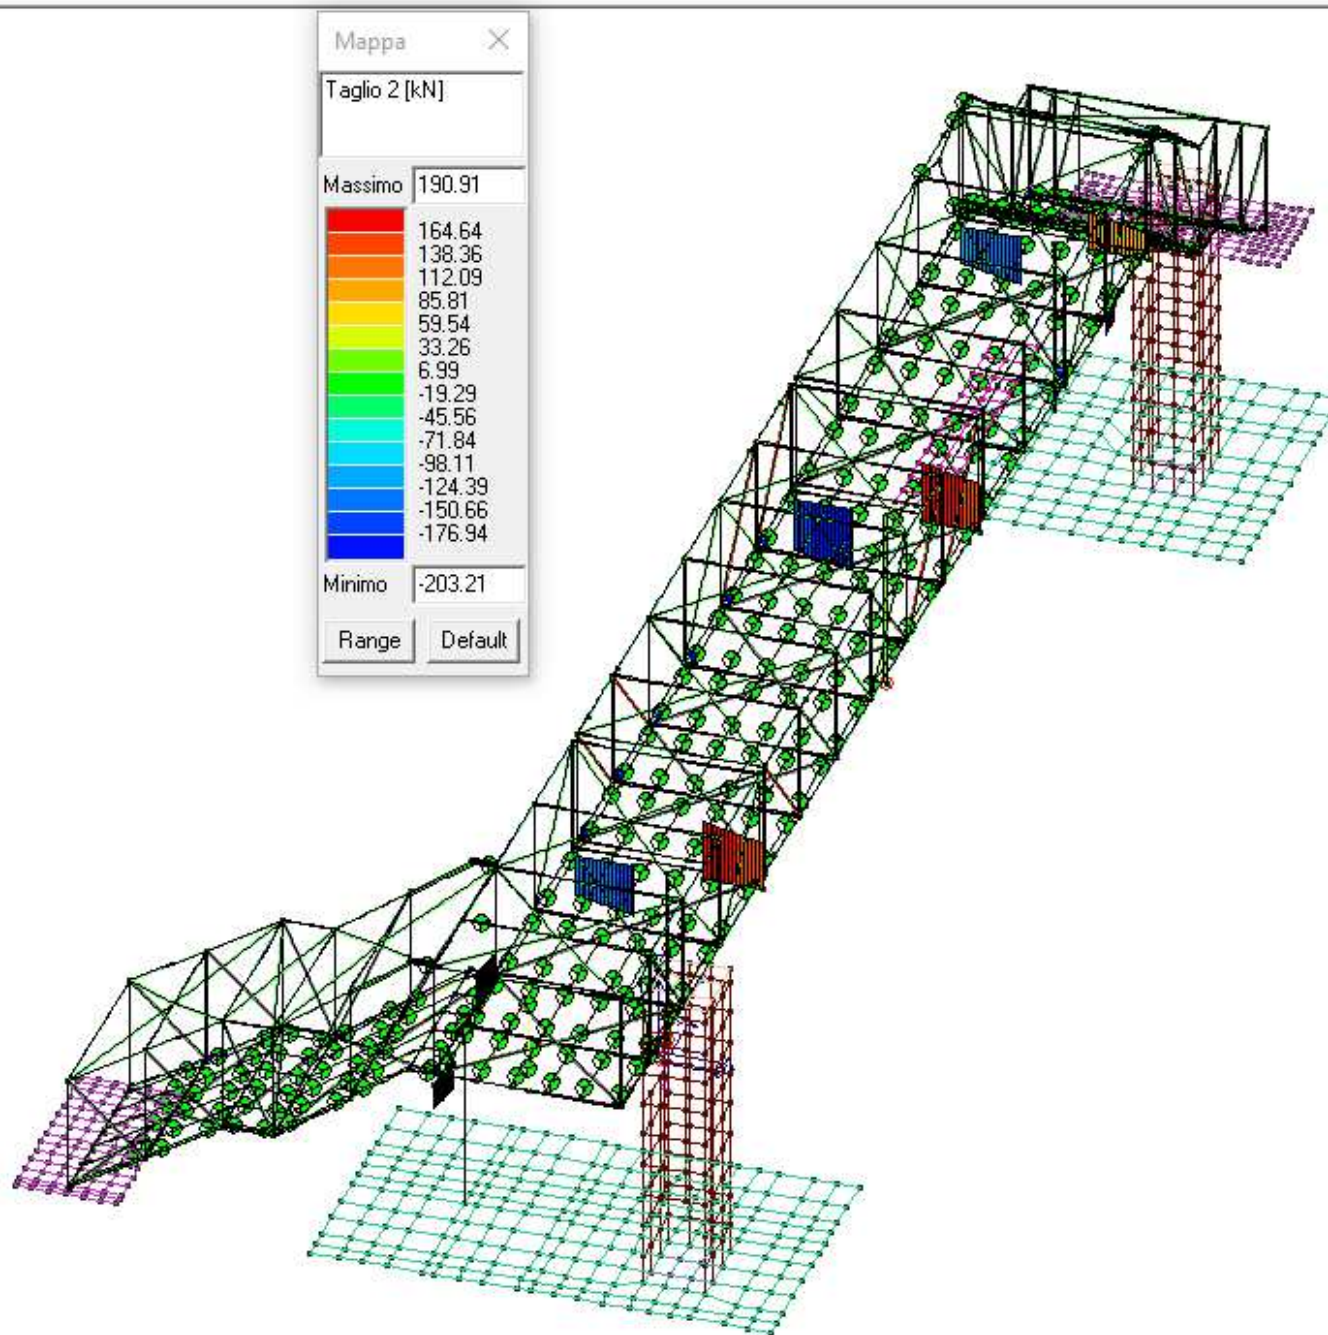 Mappa
Taglio 2 [kN]
Massimo 190.91
164.64
138.36
112.09
85.81
59.54
33.26
6.99
-19.29
-45.56
-71.84
-98.11
-124.39
-150.66
-176.94
Minimo -203.21
Range Default